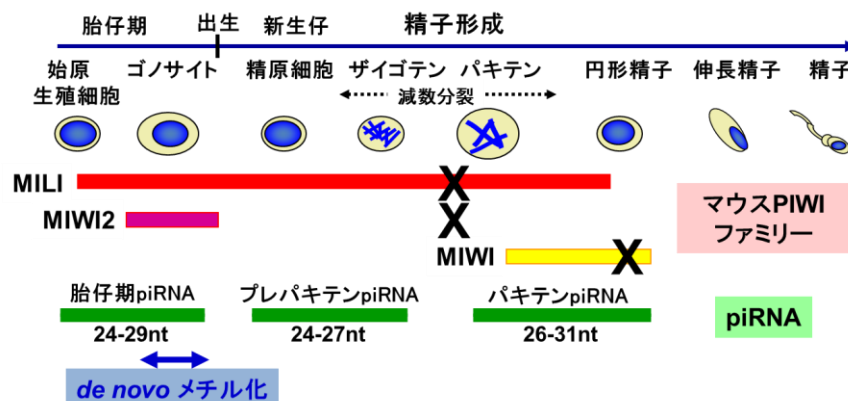 胎仔期
出生
新生仔
精子形成
始原
生殖細胞
ゴノサイト
精原細胞
ザイゴテン
パキテン
円形精子
伸長精子
精子
減数分裂
MILI
X
MIWI2
X
マウスPIWI
ファミリー
MIWI
X
胎仔期piRNA
プレパキテンpiRNA
パキテンpiRNA
piRNA
24-29nt
24-27nt
26-31nt
de novo メチル化